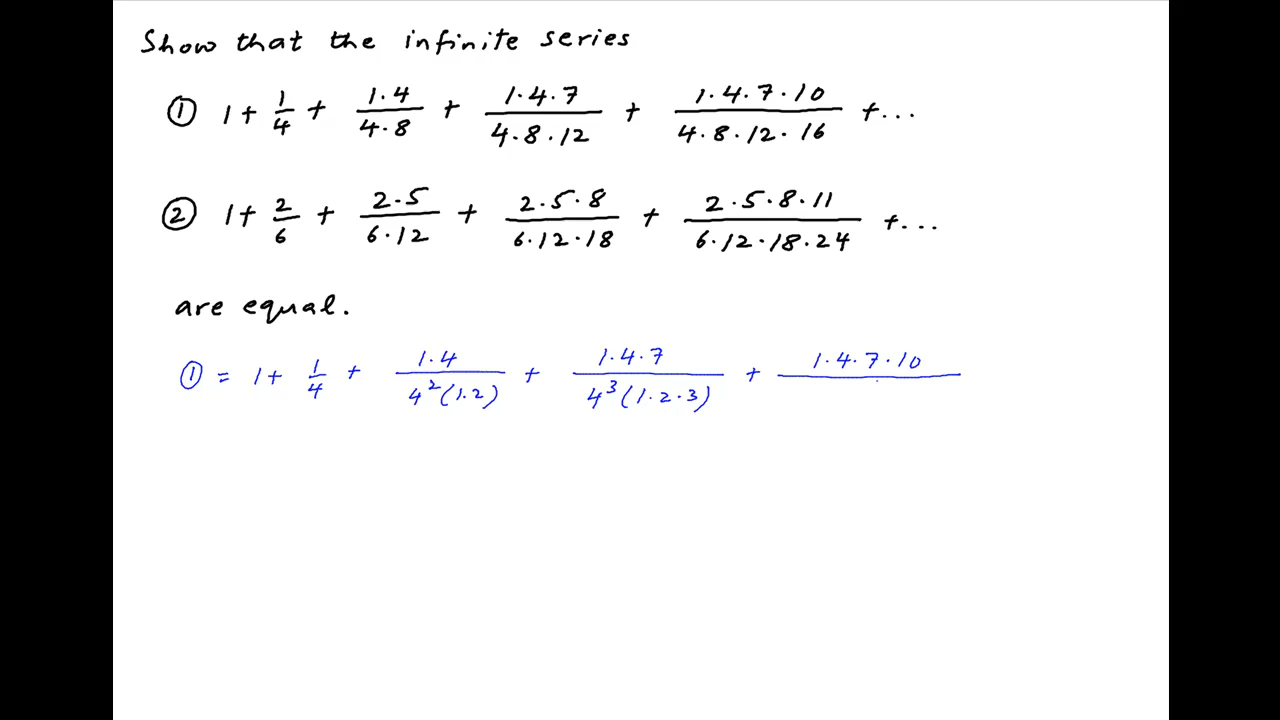 Show that the infinite series
① 1 + 1/4 + 1·4/4·8 + 1·4·7/4·8·12 + 1·4·7·10/4·8·12·16 + ...
② 1 + 2/6 + 2·5/6·12 + 2·5·8/6·12·18 + 2·5·8·11/6·12·18·24 + ...
are equal.
① = 1 + 1/4 + 1·4/4²(1.2) + 1·4·7/4³(1·2·3) + 1·4·7·10/